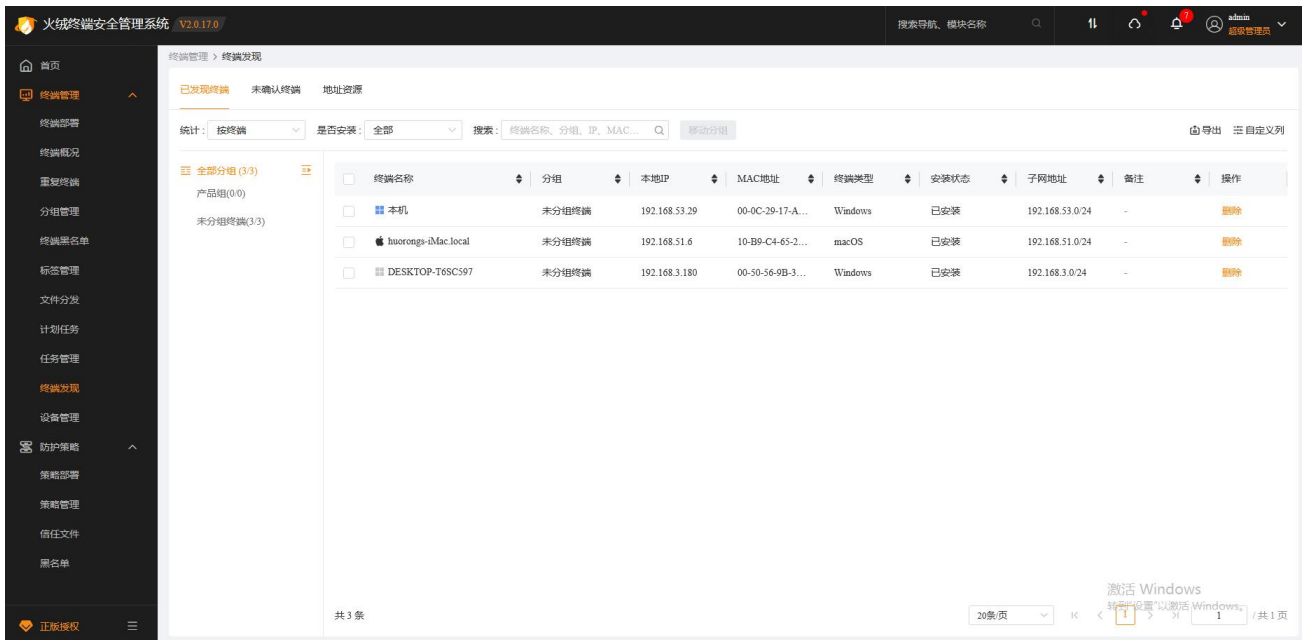 火绒终端安全管理系统 V2.0.17.0 搜索导航、模块名称 7 admin
超级管理员
首页
终端管理
终端部署
终端概况
重复终端
分组管理
终端黑名单
标签管理
文件分发
计划任务
任务管理
终端发现
设备管理
防护策略
策略部署
策略管理
信任文件
黑名单
正版授权
终端管理 > 终端发现
已发现终端 未确认终端 地址资源
统计： 按终端 是否安装： 全部 搜索： 终端名称、分组、IP、MAC... 移动分组 导出 自定义列
全部分组 (3/3)
产品组(0/0)
未分组终端(3/3)
终端名称 分组 本地IP MAC地址 终端类型 安装状态 子网地址 备注 操作
本机 未分组终端 192.168.53.29 00-0C-29-17-A... Windows 已安装 192.168.53.0/24 - 删除
huorongs-iMac.local 未分组终端 192.168.51.6 10-B9-C4-65-2... macOS 已安装 192.168.51.0/24 - 删除
DESKTOP-T6SC597 未分组终端 192.168.3.180 00-50-56-9B-3... Windows 已安装 192.168.3.0/24 - 删除
激活 Windows
转到"设置"以激活 Windows。
共 3 条 20条/页 1 1 / 共 1 页